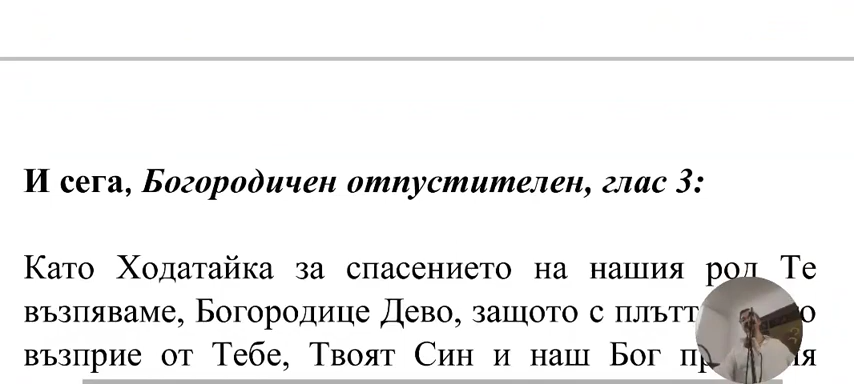 И сега, Богородичен отпустителен, глас 3:
Като Ходатайка за спасението на нашия род Те
възпяваме, Богородице Дево, защото с
възприе от Тебе, Твоят Син и наш Бог